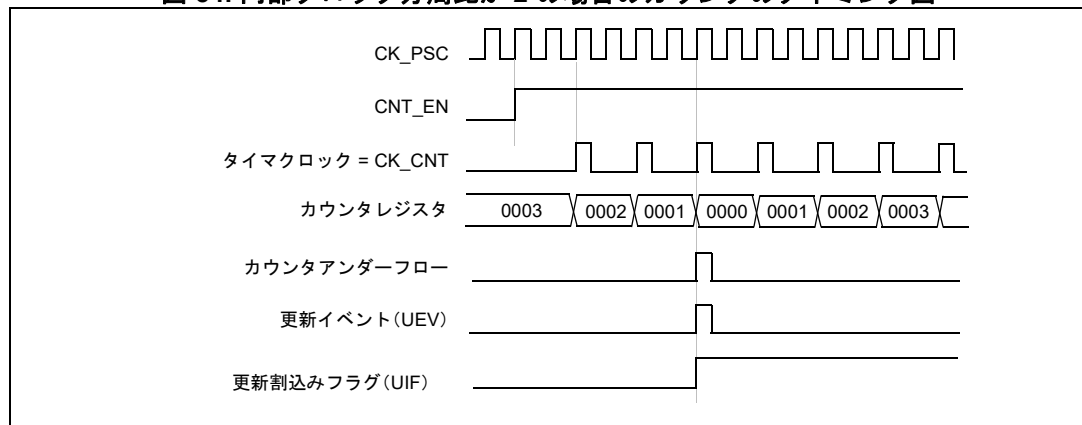 CK_PSC
CNT_EN
タイマクロック = CK_CNT
カウンタレジスタ
0003 0002 0001 0000 0001 0002 0003
カウンタアンダーフロー
更新イベント(UEV)
更新割込みフラグ(UIF)